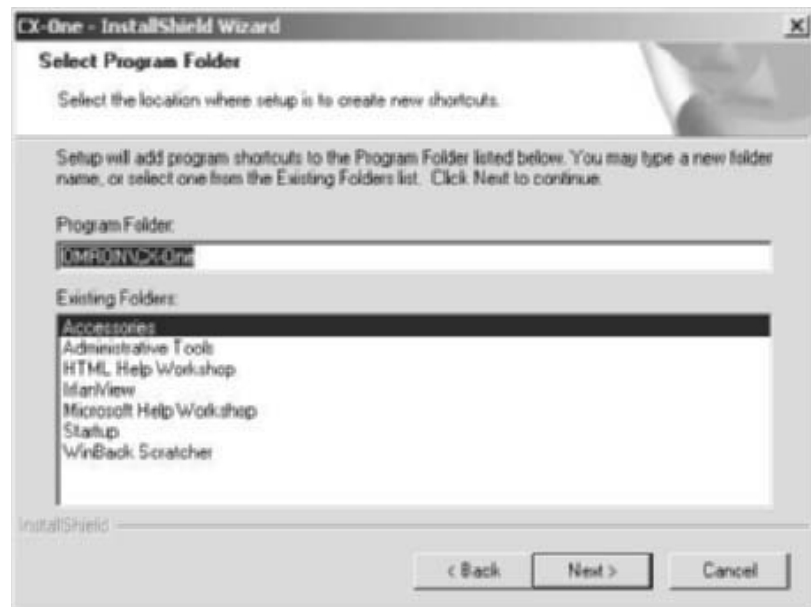 CX-One - InstallShield Wizard
Select Program Folder
Select the location where setup is to create new shortcuts.
Setup will add program shortcuts to the Program Folder listed below. You may type a new folder
name, or select one from the Existing Folders list. Click Next to continue.
Program Folder:
OMRON\CX-One
Existing Folders:
Accessories
Administrative Tools
HTML Help Workshop
IrfanView
Microsoft Help Workshop
Startup
WinBack Scratcher
InstallShield
< Back
Next >
Cancel